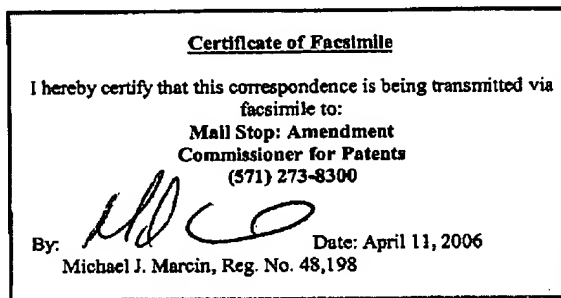 Certificate of Facsimile
I hereby certify that this correspondence is being transmitted via
facsimile to:
Mail Stop: Amendment
Commissioner for Patents
(571) 273-8300
By: Date: April 11, 2006
Michael J. Marcin, Reg. No. 48,198